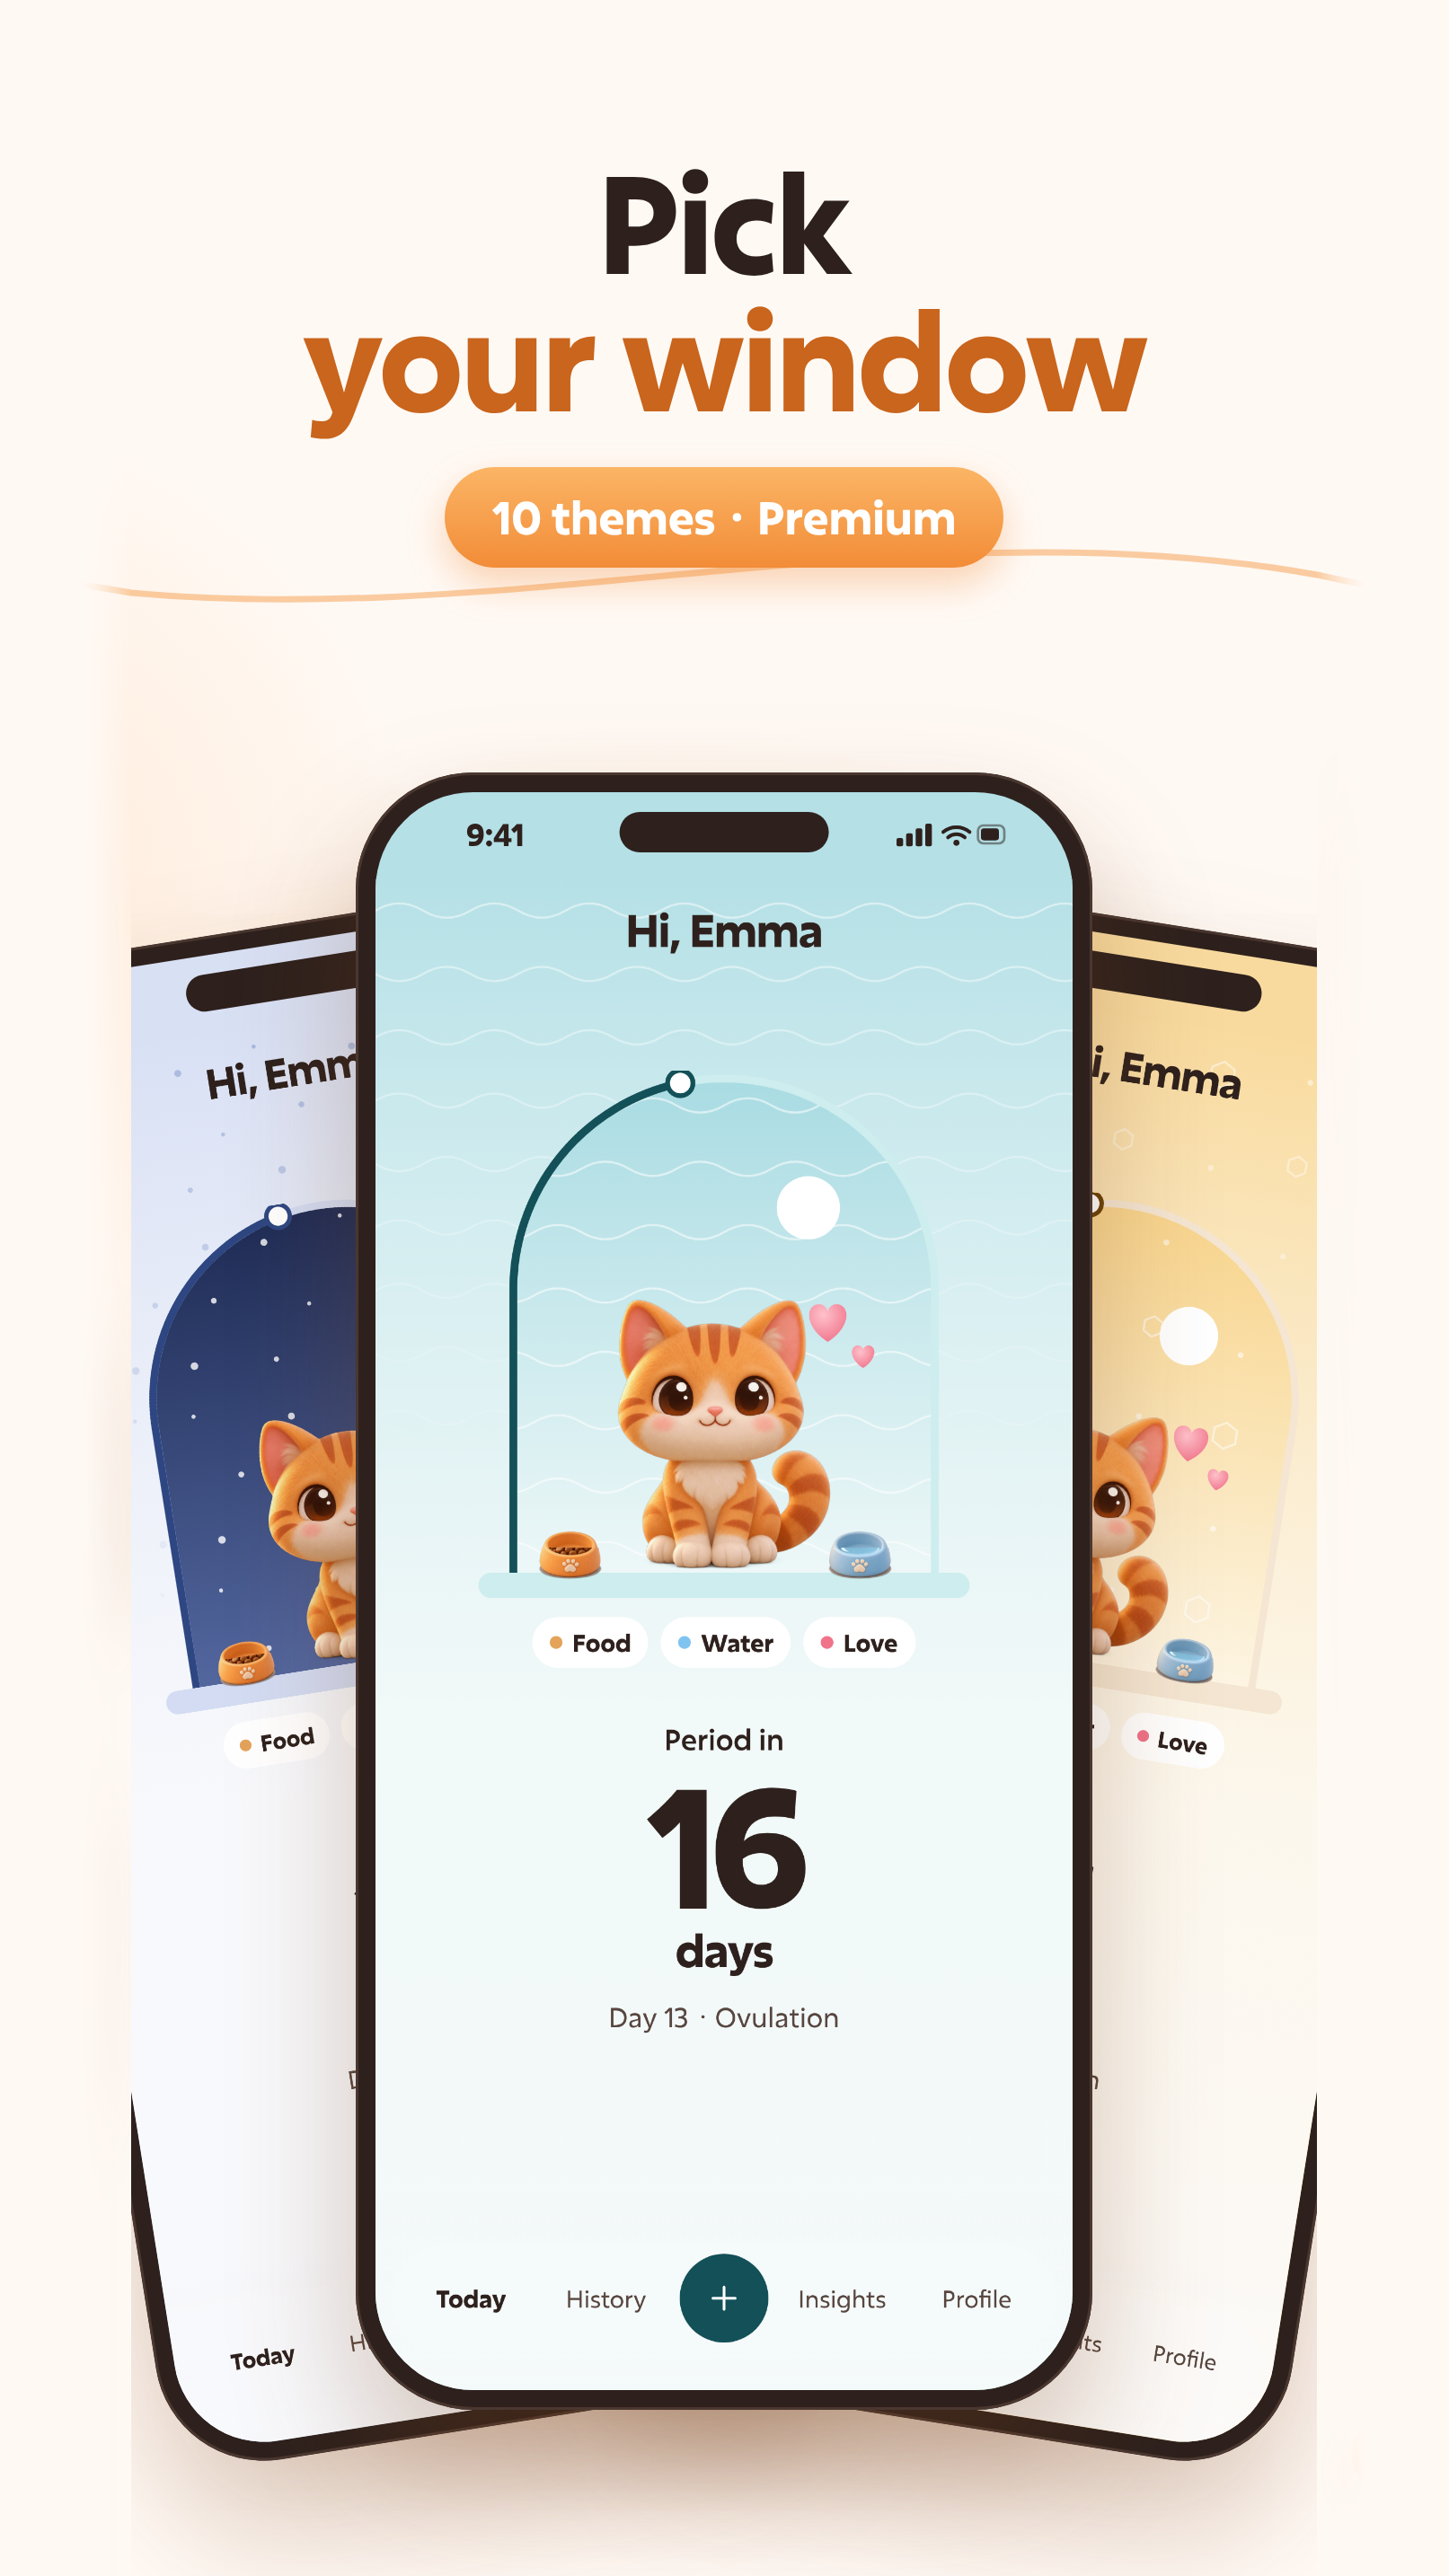 Pick
your window
10 themes · Premium
9:41
Hi, Emma
Food
Water
Love
Period in
16
days
Day 13 · Ovulation
Today
History
Insights
Profile
Hi,
Food
Today
Emma
Love
Profile